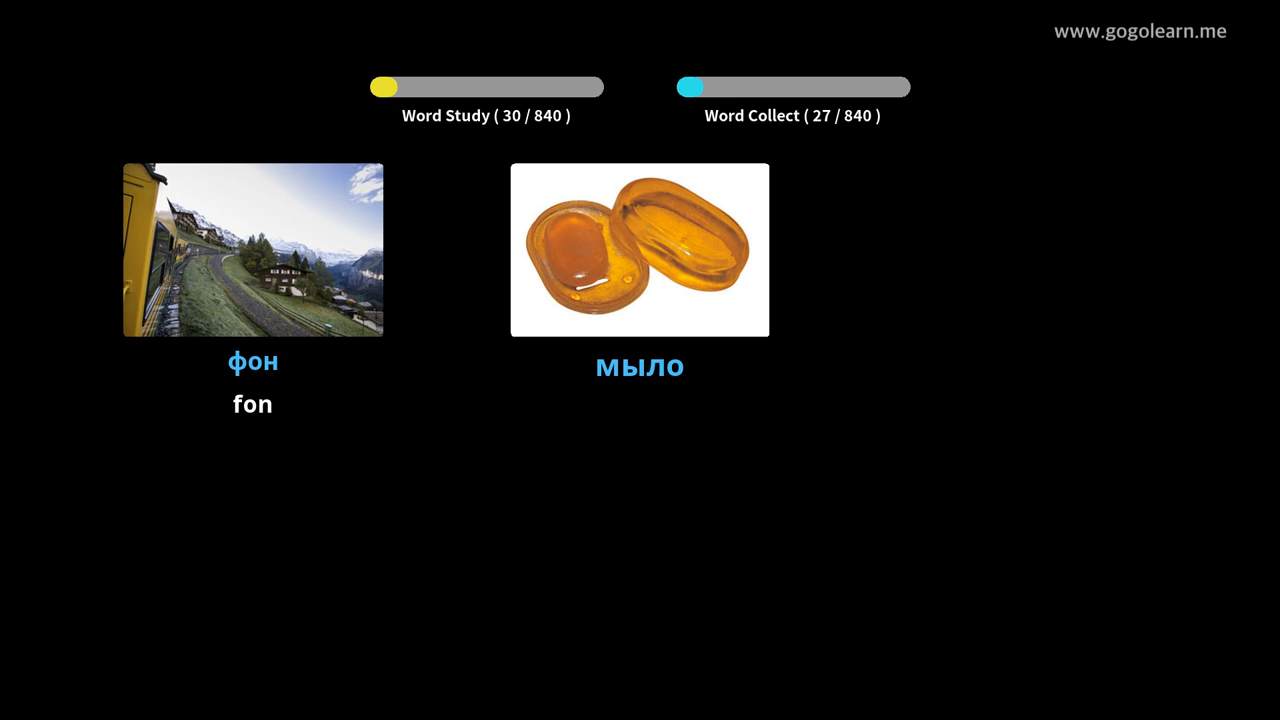 www.gogolearn.me
Word Study ( 30 / 840 )
Word Collect ( 27 / 840 )
фон
fon
мыло